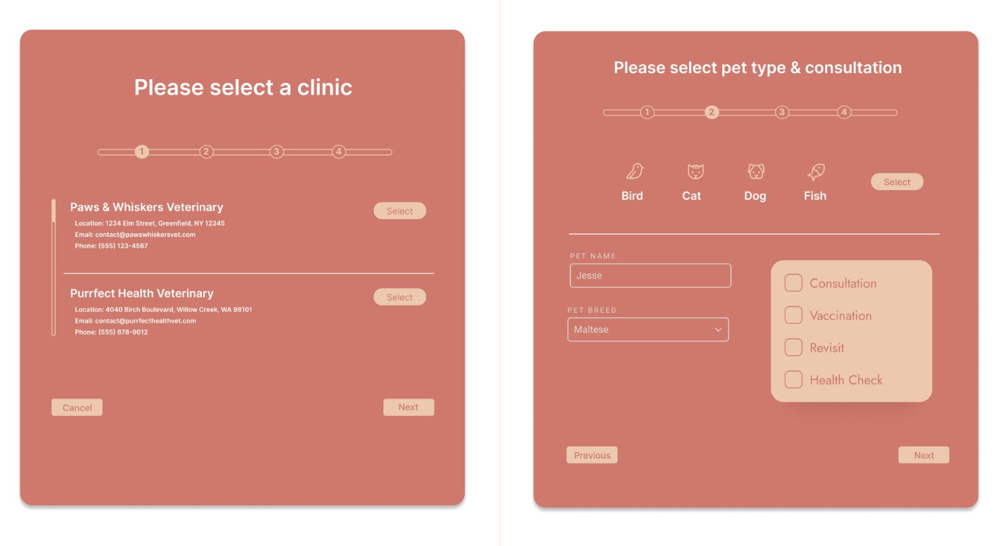 Please select a clinic
1 2 3 4
Paws & Whiskers Veterinary
Select
Location: 1234 Elm Street, Greenfield, NY 12345
Email: contact@pawswhiskersvet.com
Phone: (555) 123-4567
Purrfect Health Veterinary
Select
Location: 4040 Birch Boulevard, Willow Creek, WA 98101
Email: contact@purrfecthealthvet.com
Phone: (555) 678-9012
Cancel
Next
Please select pet type & consultation
1 2 3 4
Bird Cat Dog Fish
Select
PET NAME
Jesse
PET BREED
Maltese
Consultation
Vaccination
Revisit
Health Check
Previous
Next